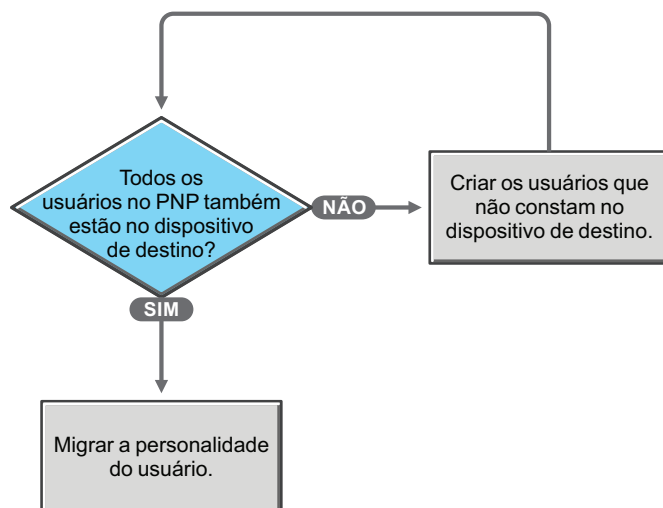 Todos os
usuários no PNP também
estão no dispositivo
de destino?
NÃO
Criar os usuários que
não constam no
dispositivo de destino.
SIM
Migrar a personalidade
do usuário.